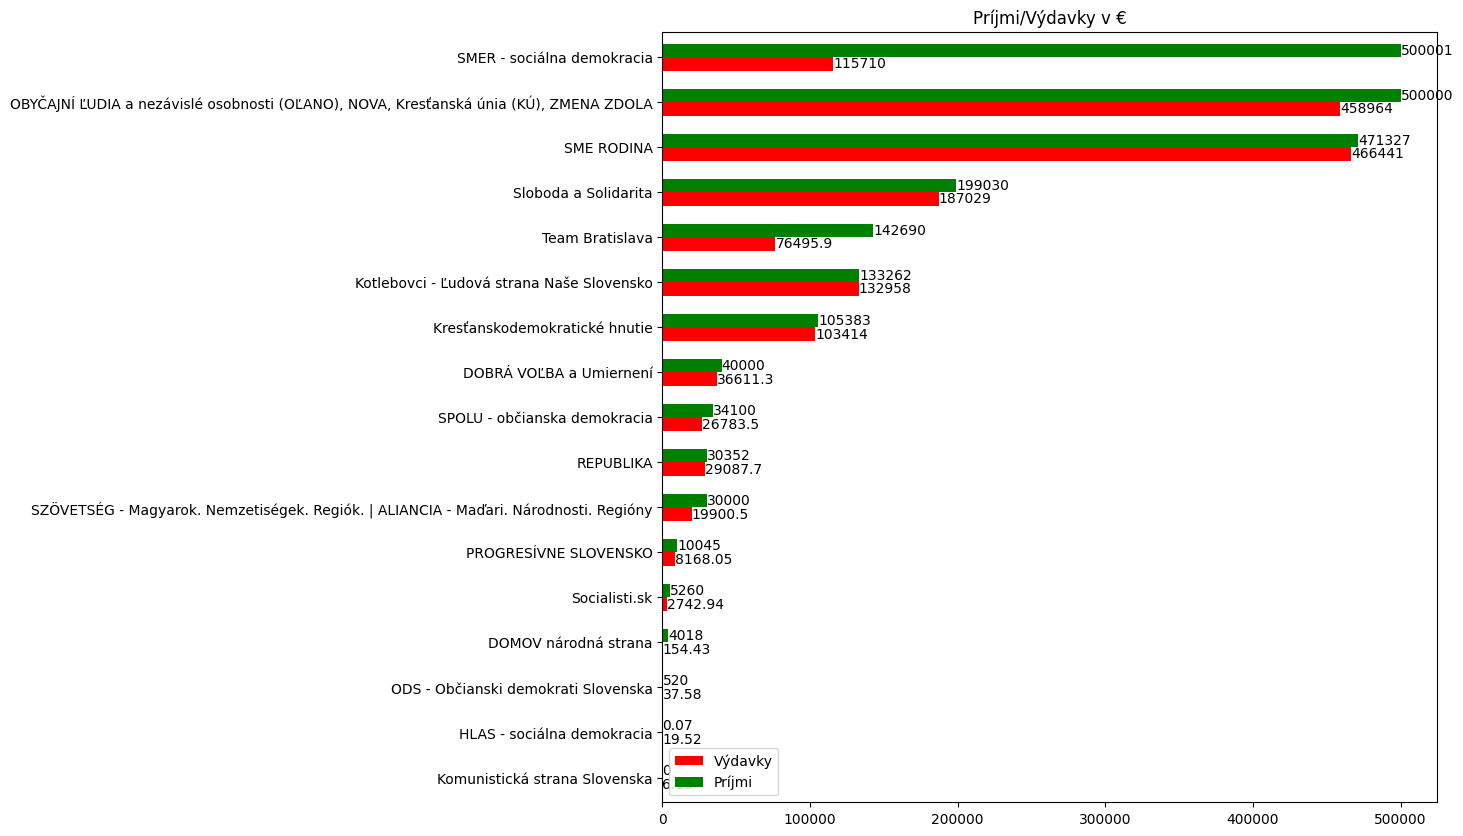 Príjmi/Výdavky v €
SMER - sociálna demokracia
500001
115710
OBYČAJNÍ ĽUDIA a nezávislé osobnosti (OĽANO), NOVA, Kresťanská únia (KÚ), ZMENA ZDOLA
500000
458964
SME RODINA
471327
466441
Sloboda a Solidarita
199030
187029
Team Bratislava
142690
76495.9
Kotlebovci - Ľudová strana Naše Slovensko
133262
132958
Kresťanskodemokratické hnutie
105383
103414
DOBRÁ VOĽBA a Umiernení
40000
36611.3
SPOLU - občianska demokracia
34100
26783.5
REPUBLIKA
30352
29087.7
SZÖVETSÉG - Magyarok. Nemzetiségek. Regiók. | ALIANCIA - Maďari. Národnosti. Regióny
30000
19900.5
PROGRESÍVNE SLOVENSKO
10045
8168.05
Socialisti.sk
5260
2742.94
DOMOV národná strana
4018
154.43
ODS - Občianski demokrati Slovenska
520
37.58
HLAS - sociálna demokracia
0.07
19.52
Komunistická strana Slovenska
Výdavky
Príjmi
0 100000 200000 300000 400000 500000